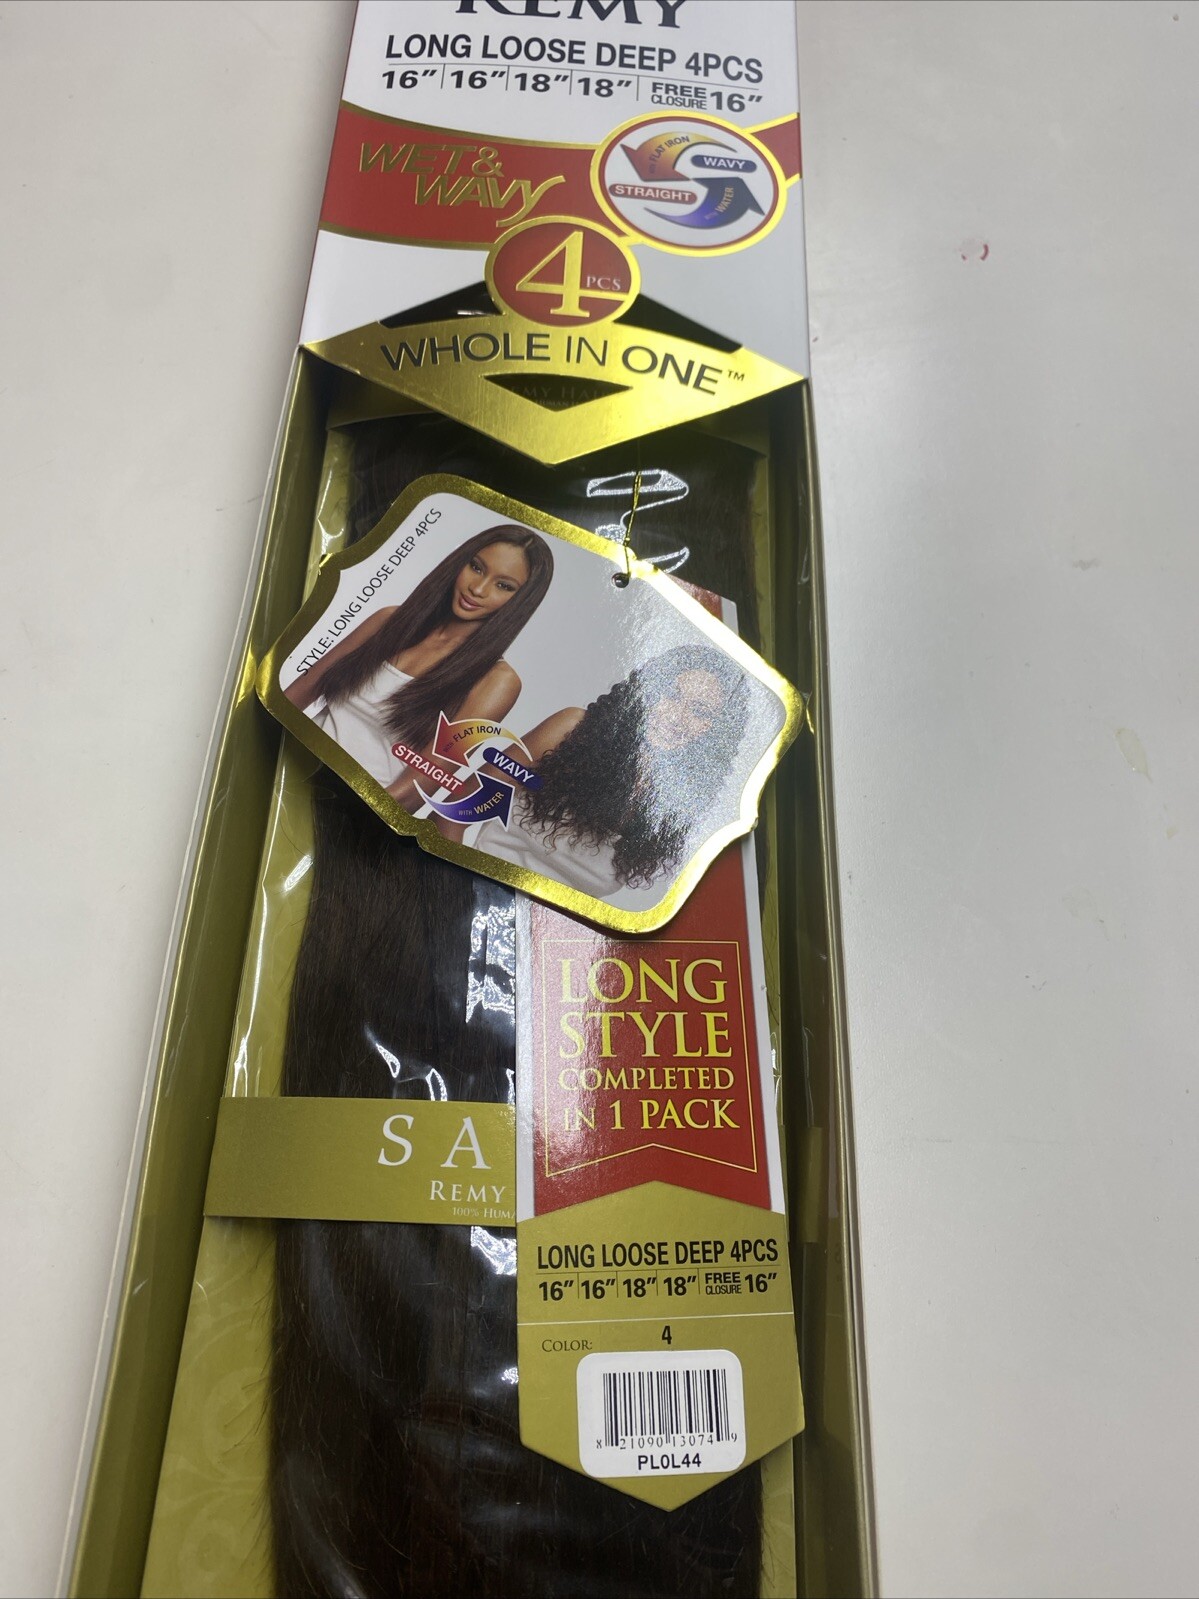 REMY
LONG LOOSE DEEP 4PCS
16" 16" 18" 18" FREE CLOSURE 16"
WET &
WAVY
FLAT IRON
WAVY
STRAIGHT
WATER
4 PCS
WHOLE IN ONE™
STYLE: LONG LOOSE DEEP 4PCS
FLAT IRON
WAVY
STRAIGHT
WITH WATER
LONG
STYLE
COMPLETED
IN 1 PACK
S A
REMY
100% HUMA
LONG LOOSE DEEP 4PCS
16" 16" 18" 18" FREE CLOSURE 16"
COLOR: 4
8 21090 13074 9
PLOL44